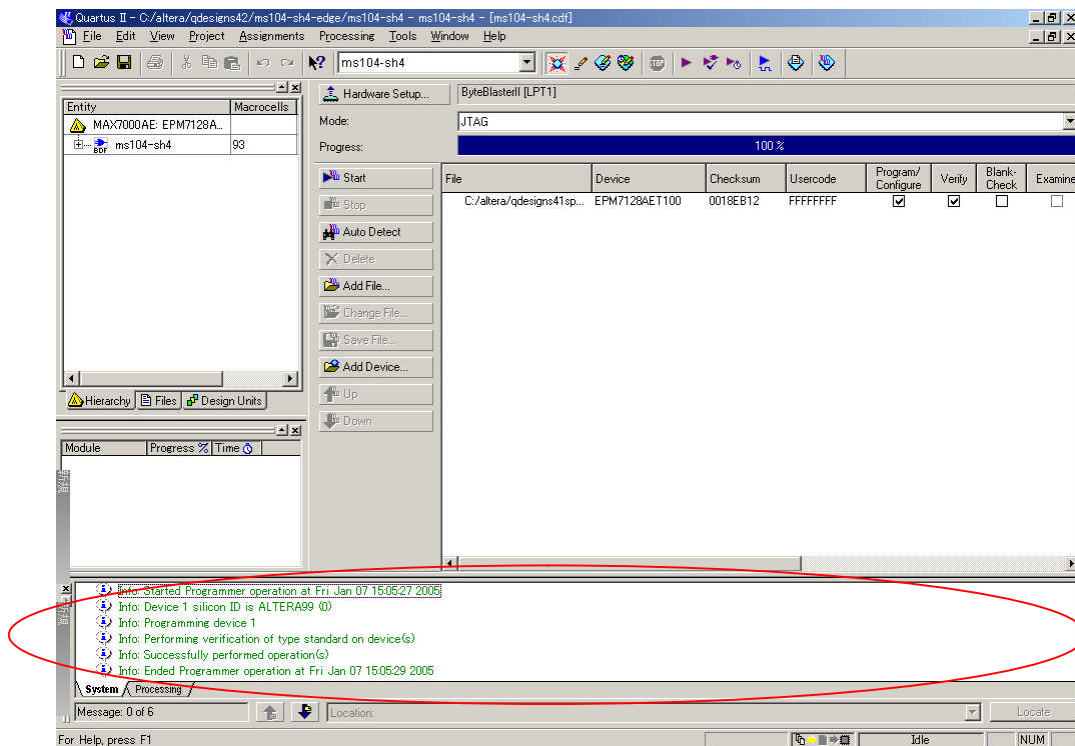 Quartus II - C:/altera/qdesigns42/ms104-sh4-edge/ms104-sh4 - ms104-sh4 - [ms104-sh4.cdf]
File Edit View Project Assignments Processing Tools Window Help
ms104-sh4
Entity Macrocells
MAX7000AE: EPM7128A...
ms104-sh4 93
Hierarchy Files Design Units
Module Progress % Time
新規
Hardware Setup... ByteBlasterII [LPT1]
Mode: JTAG
Progress: 100 %
Start
Stop
Auto Detect
Delete
Add File...
Change File...
Save File...
Add Device...
Up
Down
File Device Checksum Usercode Program/Configure Verify Blank-Check Examine
C:/altera/qdesigns41sp... EPM7128AET100 0018EB12 FFFFFFFF
新規
Info: Started Programmer operation at Fri Jan 07 15:05:27 2005
Info: Device 1 silicon ID is ALTERA99 (0)
Info: Programming device 1
Info: Performing verification of type standard on device(s)
Info: Successfully performed operation(s)
Info: Ended Programmer operation at Fri Jan 07 15:05:29 2005
System Processing
Message: 0 of 6 Location: Locate
For Help, press F1 Idle NUM